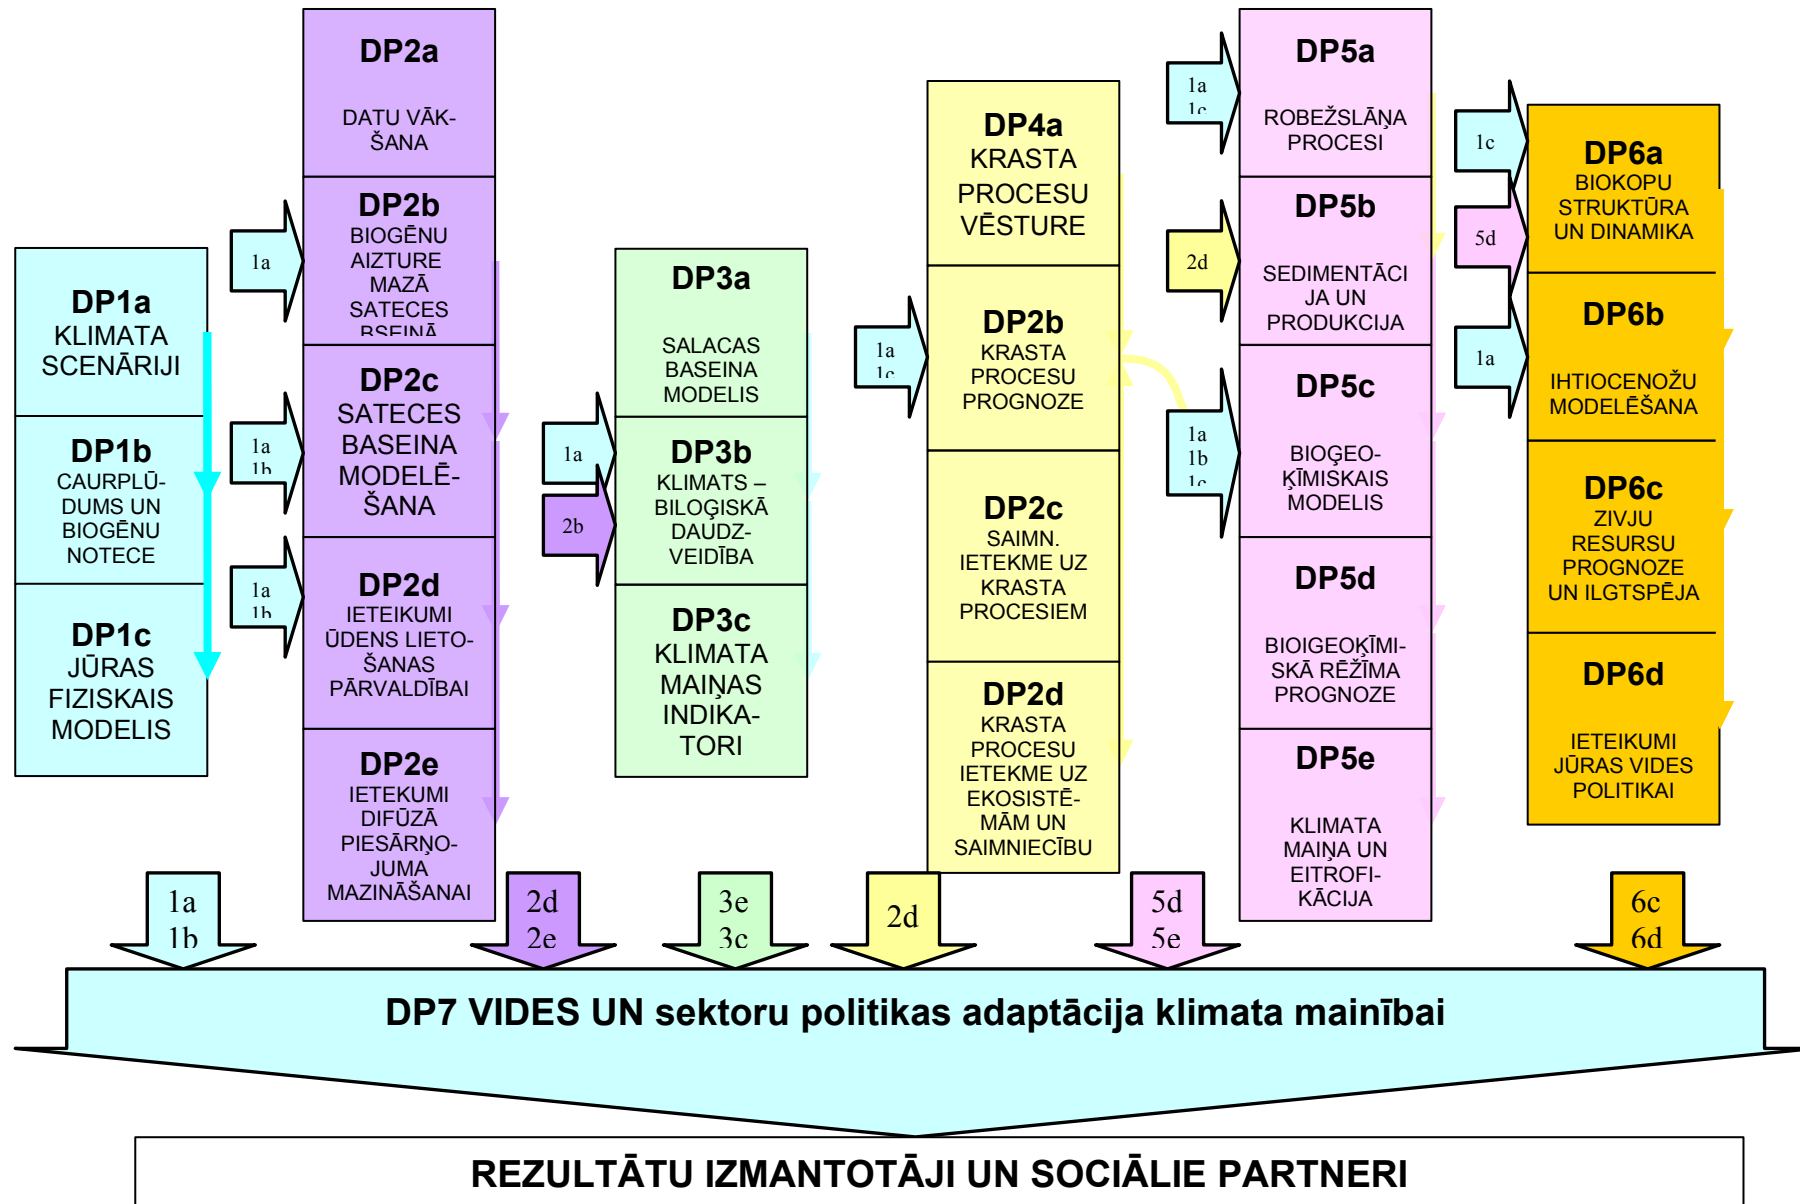 DP1a
KLIMATA
SCENĀRIJI
DP1b
CAURPLŪ-
DUMS UN
BIOGĒNU
NOTECE
DP1c
JŪRAS
FIZISKAIS
MODELIS
1a
1a
1b
1a
1b
DP2a
DATU VĀK-
ŠANA
DP2b
BIOGĒNU
AIZTURE
MAZĀ
SATECES
BSEINĀ
DP2c
SATECES
BASEINA
MODELĒ-
ŠANA
DP2d
IETEIKUMI
ŪDENS LIETO-
ŠANAS
PĀRVALDĪBAI
DP2e
IETEKUMI
DIFŪZĀ
PIESĀRŅO-
JUMA
MAZINĀŠANAI
1a
2b
DP3a
SALACAS
BASEINA
MODELIS
DP3b
KLIMATS –
BILOĢISKĀ
DAUDZ-
VEIDĪBA
DP3c
KLIMATA
MAIŅAS
INDIKA-
TORI
1a
1c
DP4a
KRASTA
PROCESU
VĒSTURE
DP2b
KRASTA
PROCESU
PROGNOZE
DP2c
SAIMN.
IETEKME UZ
KRASTA
PROCESIEM
DP2d
KRASTA
PROCESU
IETEKME UZ
EKOSISTĒ-
MĀM UN
SAIMNIECĪBU
1a
1c
2d
1a
1b
1c
DP5a
ROBEŽSLĀŅA
PROCESI
DP5b
SEDIMENTĀCI
JA UN
PRODUKCIJA
DP5c
BIOĢEO-
ĶĪMISKAIS
MODELIS
DP5d
BIOIGEOĶĪMI-
SKĀ RĒŽĪMA
PROGNOZE
DP5e
KLIMATA
MAIŅA UN
EITROFI-
KĀCIJA
1c
5d
1a
DP6a
BIOKOPU
STRUKTŪRA
UN DINAMIKA
DP6b
IHTIOCENOŽU
MODELĒŠANA
DP6c
ZIVJU
RESURSU
PROGNOZE
UN ILGTSPĒJA
DP6d
IETEIKUMI
JŪRAS VIDES
POLITIKAI
1a
1b
2d
2e
3e
3c
2d
5d
5e
6c
6d
DP7 VIDES UN sektoru politikas adaptācija klimata mainībai
REZULTĀTU IZMANTOTĀJI UN SOCIĀLIE PARTNERI